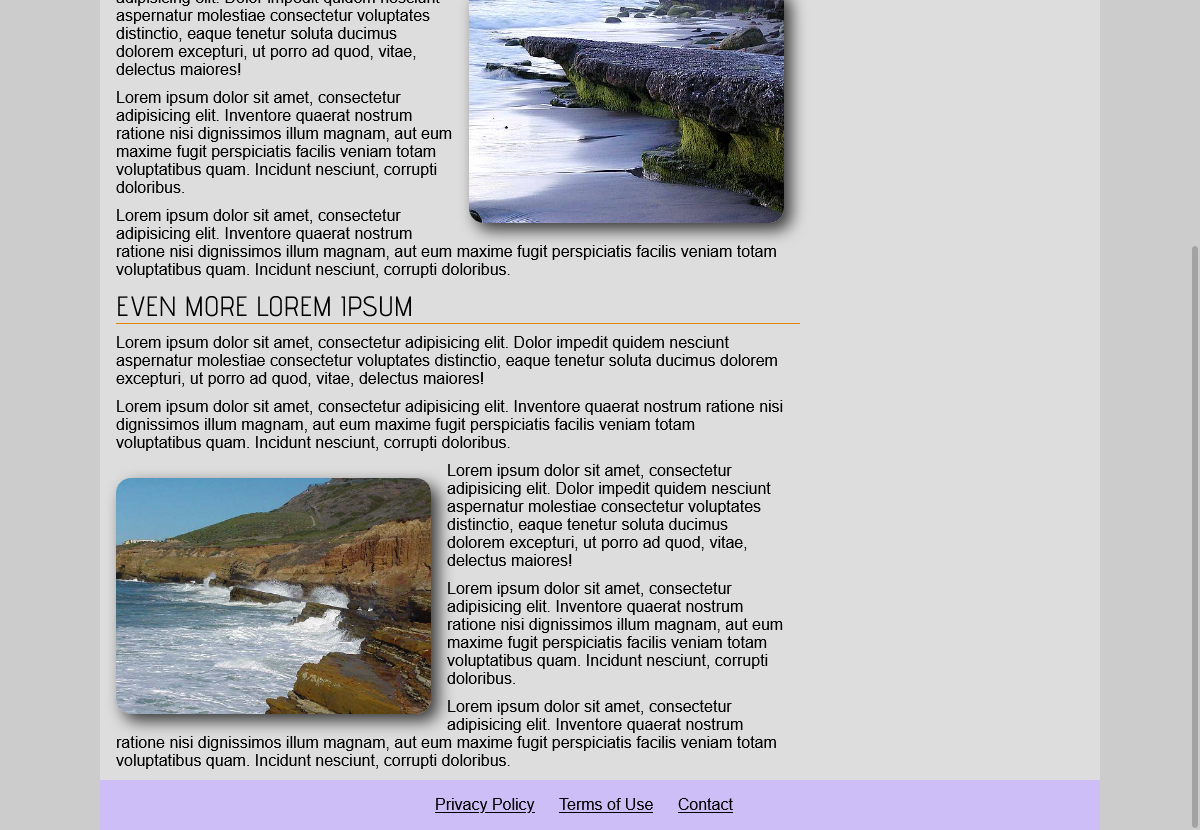 adipisicing elit. Dolor impedit quidem nesciunt
aspernatur molestiae consectetur voluptates
distinctio, eaque tenetur soluta ducimus
dolorem excepturi, ut porro ad quod, vitae,
delectus maiores!
Lorem ipsum dolor sit amet, consectetur
adipisicing elit. Inventore quaerat nostrum
ratione nisi dignissimos illum magnam, aut eum
maxime fugit perspiciatis facilis veniam totam
voluptatibus quam. Incidunt nesciunt, corrupti
doloribus.
Lorem ipsum dolor sit amet, consectetur
adipisicing elit. Inventore quaerat nostrum
ratione nisi dignissimos illum magnam, aut eum maxime fugit perspiciatis facilis veniam totam
voluptatibus quam. Incidunt nesciunt, corrupti doloribus.
EVEN MORE LOREM IPSUM
Lorem ipsum dolor sit amet, consectetur adipisicing elit. Dolor impedit quidem nesciunt
aspernatur molestiae consectetur voluptates distinctio, eaque tenetur soluta ducimus dolorem
excepturi, ut porro ad quod, vitae, delectus maiores!
Lorem ipsum dolor sit amet, consectetur adipisicing elit. Inventore quaerat nostrum ratione nisi
dignissimos illum magnam, aut eum maxime fugit perspiciatis facilis veniam totam
voluptatibus quam. Incidunt nesciunt, corrupti doloribus.
Lorem ipsum dolor sit amet, consectetur
adipisicing elit. Dolor impedit quidem nesciunt
aspernatur molestiae consectetur voluptates
distinctio, eaque tenetur soluta ducimus
dolorem excepturi, ut porro ad quod, vitae,
delectus maiores!
Lorem ipsum dolor sit amet, consectetur
adipisicing elit. Inventore quaerat nostrum
ratione nisi dignissimos illum magnam, aut eum
maxime fugit perspiciatis facilis veniam totam
voluptatibus quam. Incidunt nesciunt, corrupti
doloribus.
Lorem ipsum dolor sit amet, consectetur
adipisicing elit. Inventore quaerat nostrum
ratione nisi dignissimos illum magnam, aut eum maxime fugit perspiciatis facilis veniam totam
voluptatibus quam. Incidunt nesciunt, corrupti doloribus.
Privacy Policy Terms of Use Contact